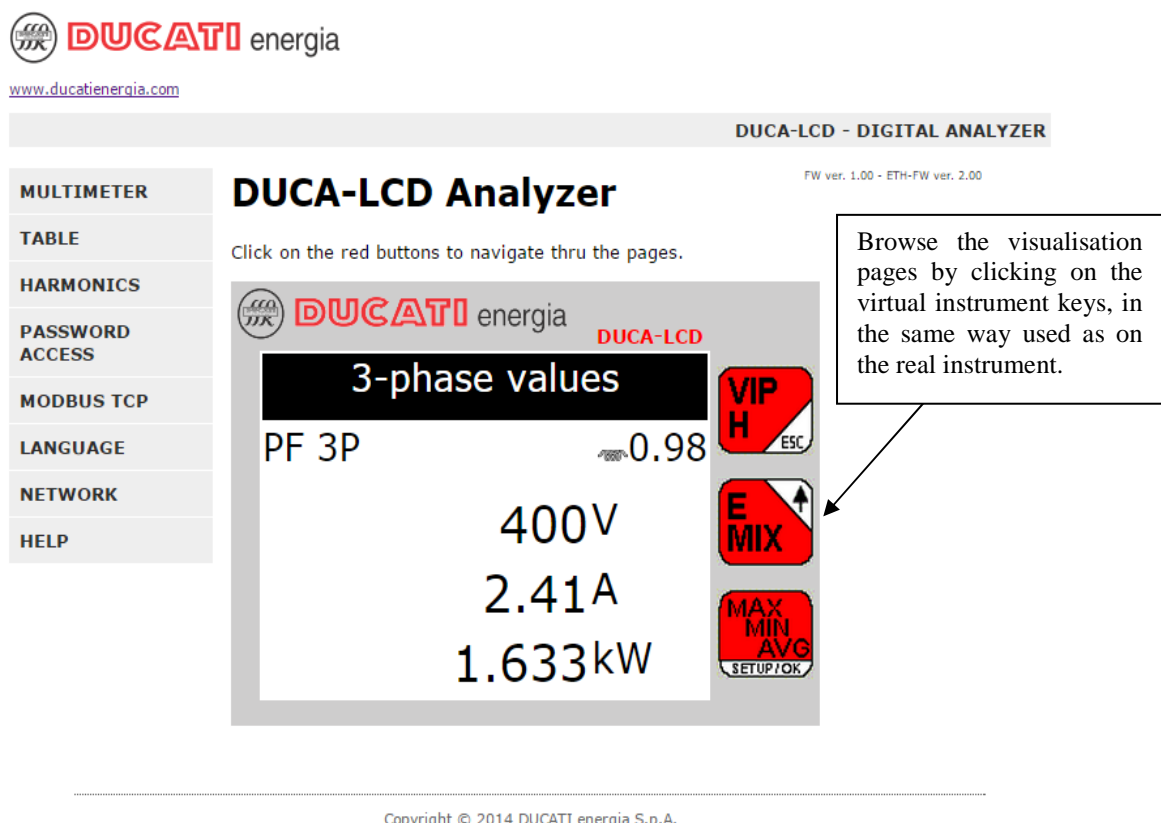 DUCATI energia
www.ducatienergia.com
DUCA-LCD - DIGITAL ANALYZER
MULTIMETER
TABLE
HARMONICS
PASSWORD
ACCESS
MODBUS TCP
LANGUAGE
NETWORK
HELP
DUCA-LCD Analyzer
FW ver. 1.00 - ETH-FW ver. 2.00
Click on the red buttons to navigate thru the pages.
DUCATI energia
DUCA-LCD
3-phase values
PF 3P 0.98
400V
2.41A
1.633kW
VIP
H
ESC
E
MIX
MAX
MIN
AVG
SETUP/OK
Browse the visualisation
pages by clicking on the
virtual instrument keys, in
the same way used as on
the real instrument.
Copyright © 2014 DUCATI energia S.p.A.